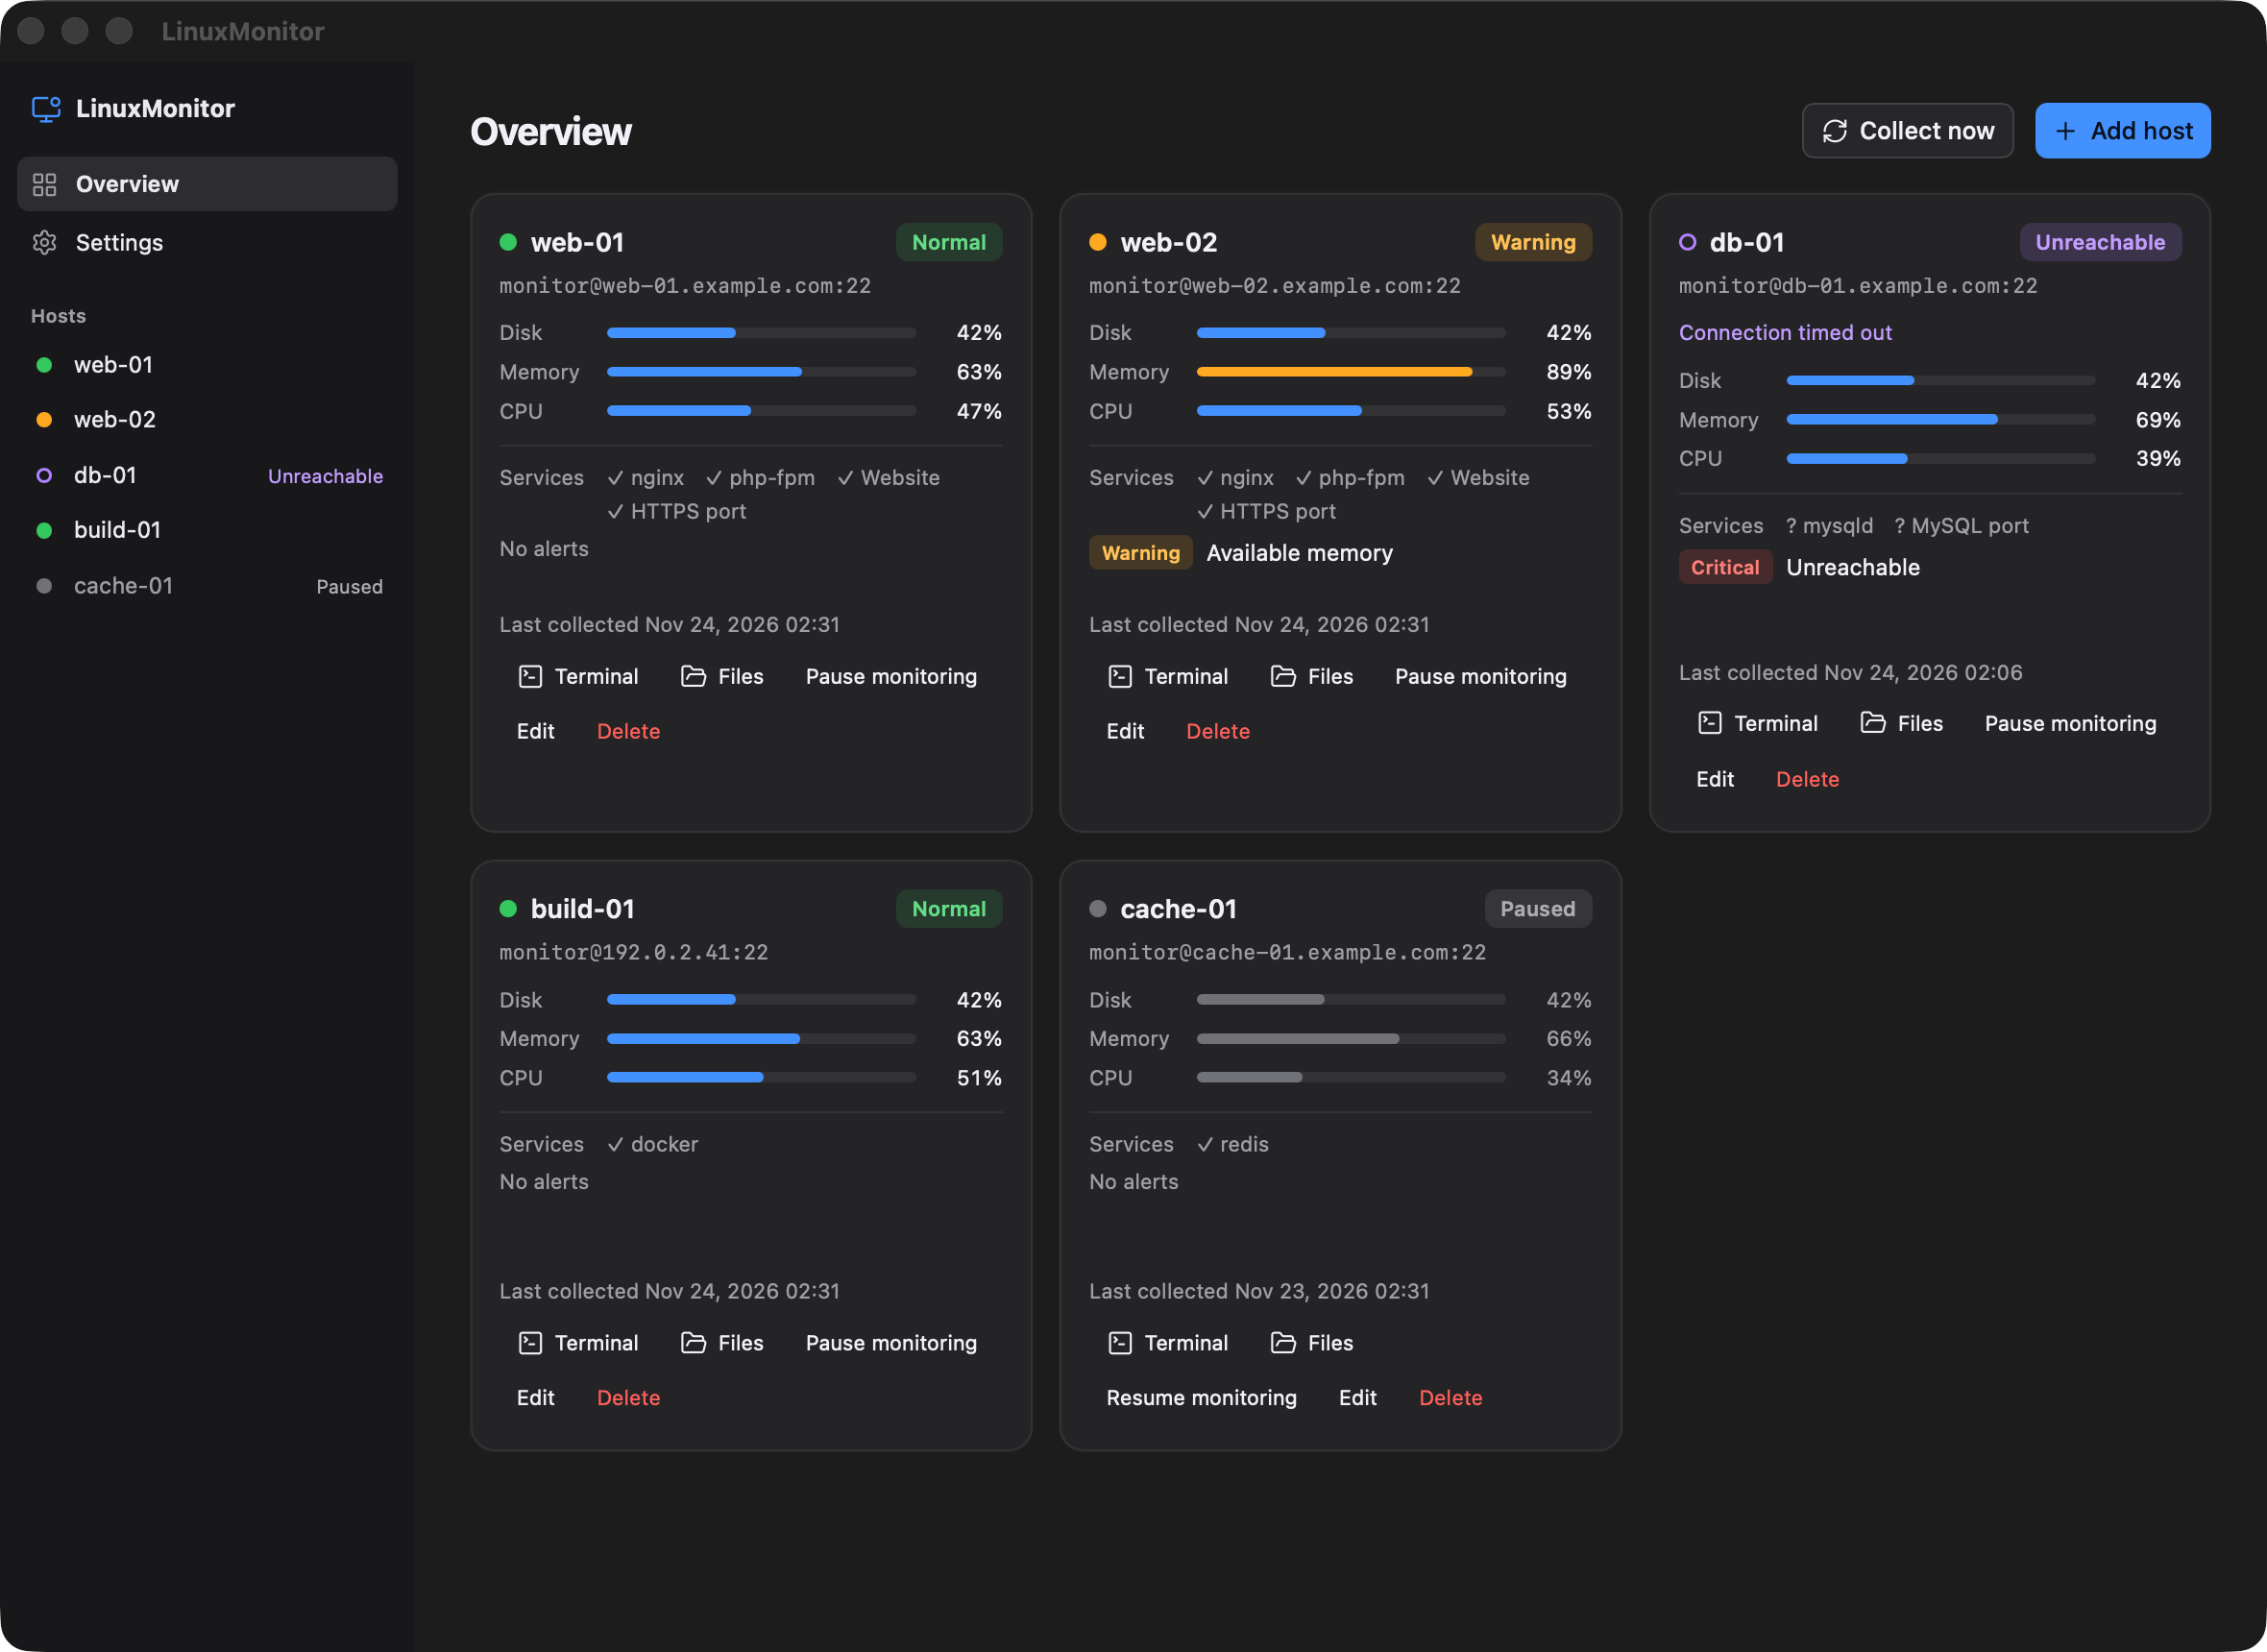 LinuxMonitor
LinuxMonitor
Overview
Settings
Hosts
web-01
web-02
db-01 Unreachable
build-01
cache-01 Paused
Overview
Collect now
Add host
web-01 Normal
monitor@web-01.example.com:22
Disk 42%
Memory 63%
CPU 47%
Services ✓ nginx ✓ php-fpm ✓ Website
✓ HTTPS port
No alerts
Last collected Nov 24, 2026 02:31
Terminal Files Pause monitoring
Edit Delete
web-02 Warning
monitor@web-02.example.com:22
Disk 42%
Memory 89%
CPU 53%
Services ✓ nginx ✓ php-fpm ✓ Website
✓ HTTPS port
Warning Available memory
Last collected Nov 24, 2026 02:31
Terminal Files Pause monitoring
Edit Delete
db-01 Unreachable
monitor@db-01.example.com:22
Connection timed out
Disk 42%
Memory 69%
CPU 39%
Services ? mysqld ? MySQL port
Critical Unreachable
Last collected Nov 24, 2026 02:06
Terminal Files Pause monitoring
Edit Delete
build-01 Normal
monitor@192.0.2.41:22
Disk 42%
Memory 63%
CPU 51%
Services ✓ docker
No alerts
Last collected Nov 24, 2026 02:31
Terminal Files Pause monitoring
Edit Delete
cache-01 Paused
monitor@cache-01.example.com:22
Disk 42%
Memory 66%
CPU 34%
Services ✓ redis
No alerts
Last collected Nov 23, 2026 02:31
Terminal Files
Resume monitoring Edit Delete